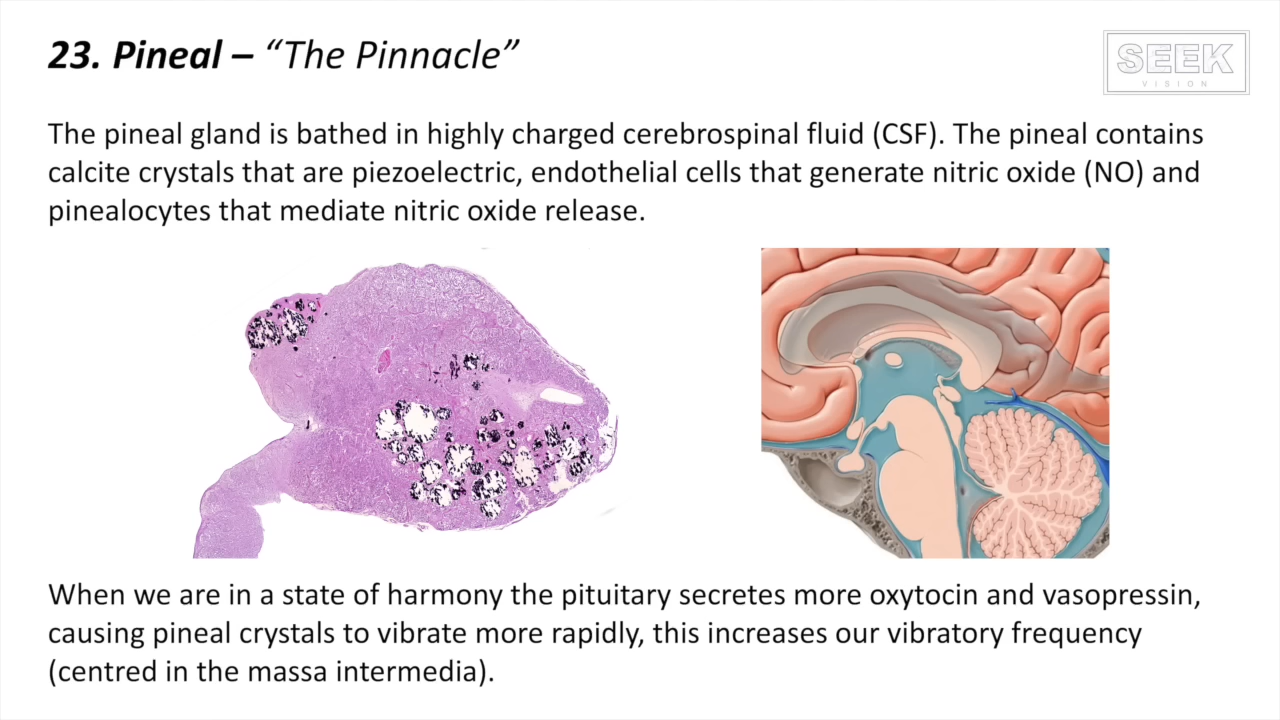 23. Pineal – “The Pinnacle”
SEEK
VISION
The pineal gland is bathed in highly charged cerebrospinal fluid (CSF). The pineal contains
calcite crystals that are piezoelectric, endothelial cells that generate nitric oxide (NO) and
pinealocytes that mediate nitric oxide release.
When we are in a state of harmony the pituitary secretes more oxytocin and vasopressin,
causing pineal crystals to vibrate more rapidly, this increases our vibratory frequency
(centred in the massa intermedia).